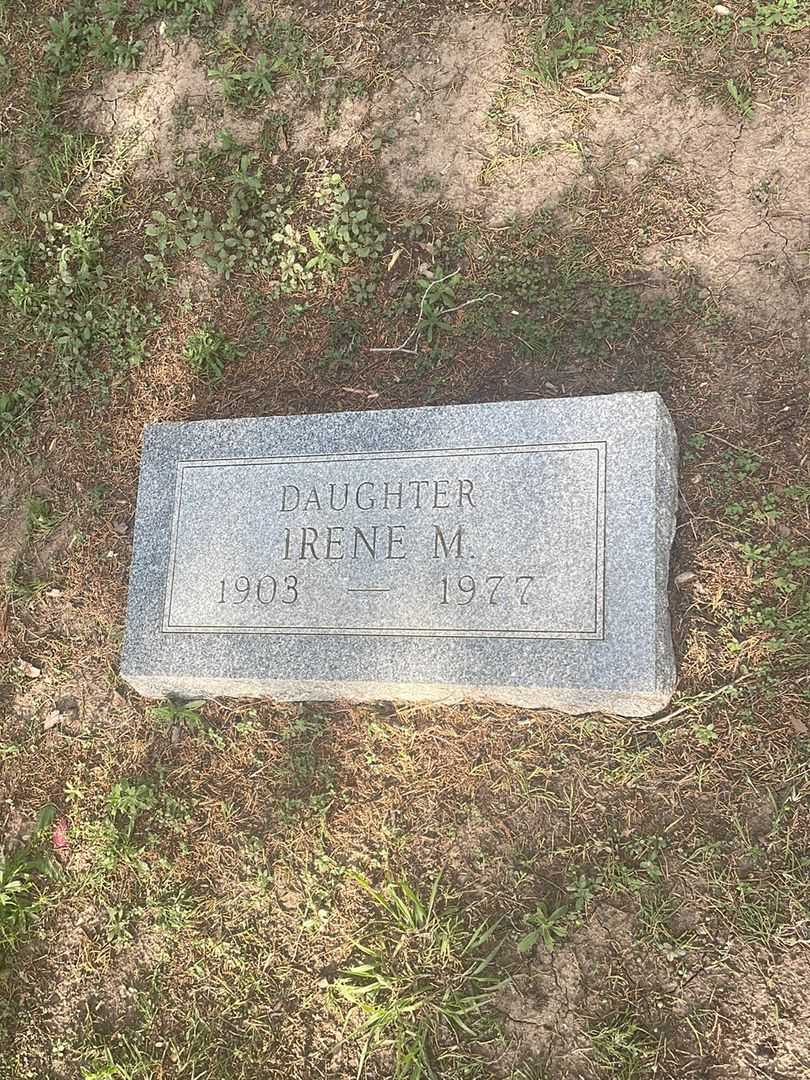 DAUGHTER
IRENE M.
1903 — 1977